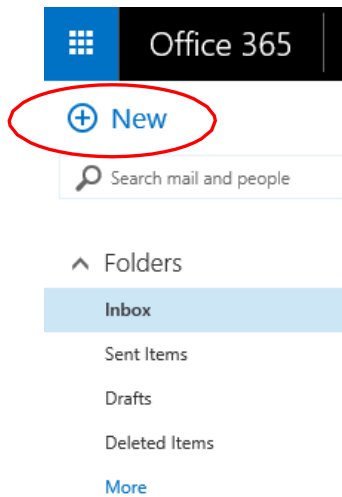 Office 365
New
Search mail and people
Folders
Inbox
Sent Items
Drafts
Deleted Items
More